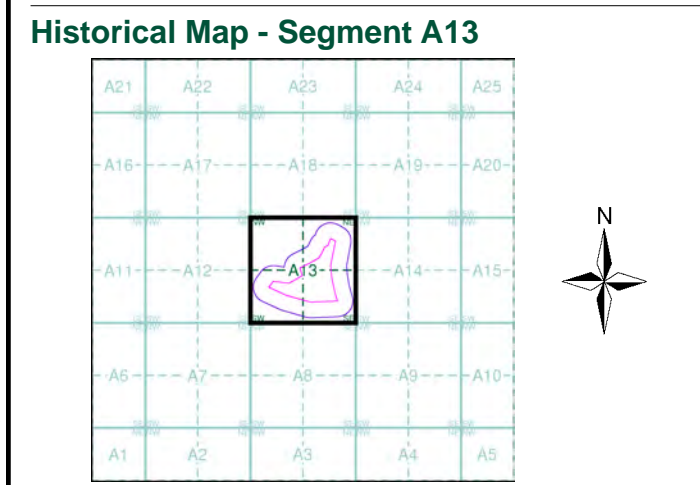 Historical Map - Segment A13
A21 A22 A23 A24 A25
N
A16 A17 A18 A19 A20
A11 A12 A13 A14 A15
A6 A7 A8 A9 A10
A1 A2 A3 A4 A5